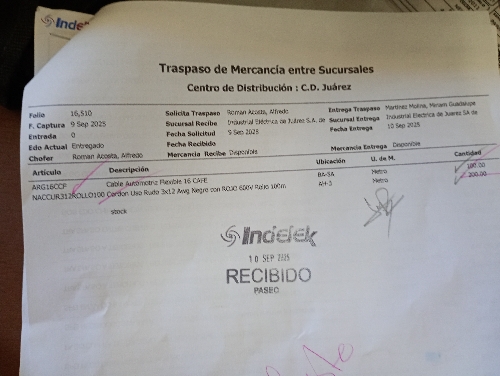 Indelek
Traspaso de Mercancía entre Sucursales
Centro de Distribución : C.D. Juárez
Folio 16,510 Solicita Traspaso Roman Acosta, Alfredo Entrega Traspaso Martinez Molina, Miriam Guadalupe
F. Captura 9 Sep 2025 Sucursal Recibe Industrial Eléctrica de Juárez S.A. de Sucursal Entrega Industrial Eléctrica de Juarez SA de
Entrada 0 Fecha Solicitud 9 Sep 2025 Fecha Entrega 10 Sep 2025
Edo Actual Entregado Fecha Recibido
Chofer Roman Acosta, Alfredo Mercancía Recibe Disponible Mercancía Entrega Disponible
Artículo Descripción Ubicación U. de M. Cantidad
ARG16CCF Cable Automotriz Flexible 16 CAFE BA-5A Metro 100.00
NACCUR312ROLLO100 Cordon Uso Rudo 3x12 Awg Negro con ROJO 600V Rollo 100m AH-3 Metro 200.00
stock
Indelek
10 SEP 2025
RECIBIDO
PASEC